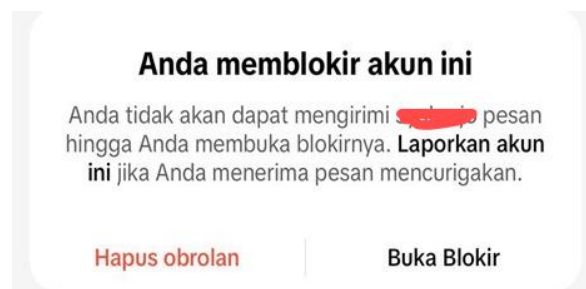 Anda memblokir akun ini
Anda tidak akan dapat mengirimi pesan
hingga Anda membuka blokirnya. Laporkan akun
ini jika Anda menerima pesan mencurigakan.
Hapus obrolan
Buka Blokir